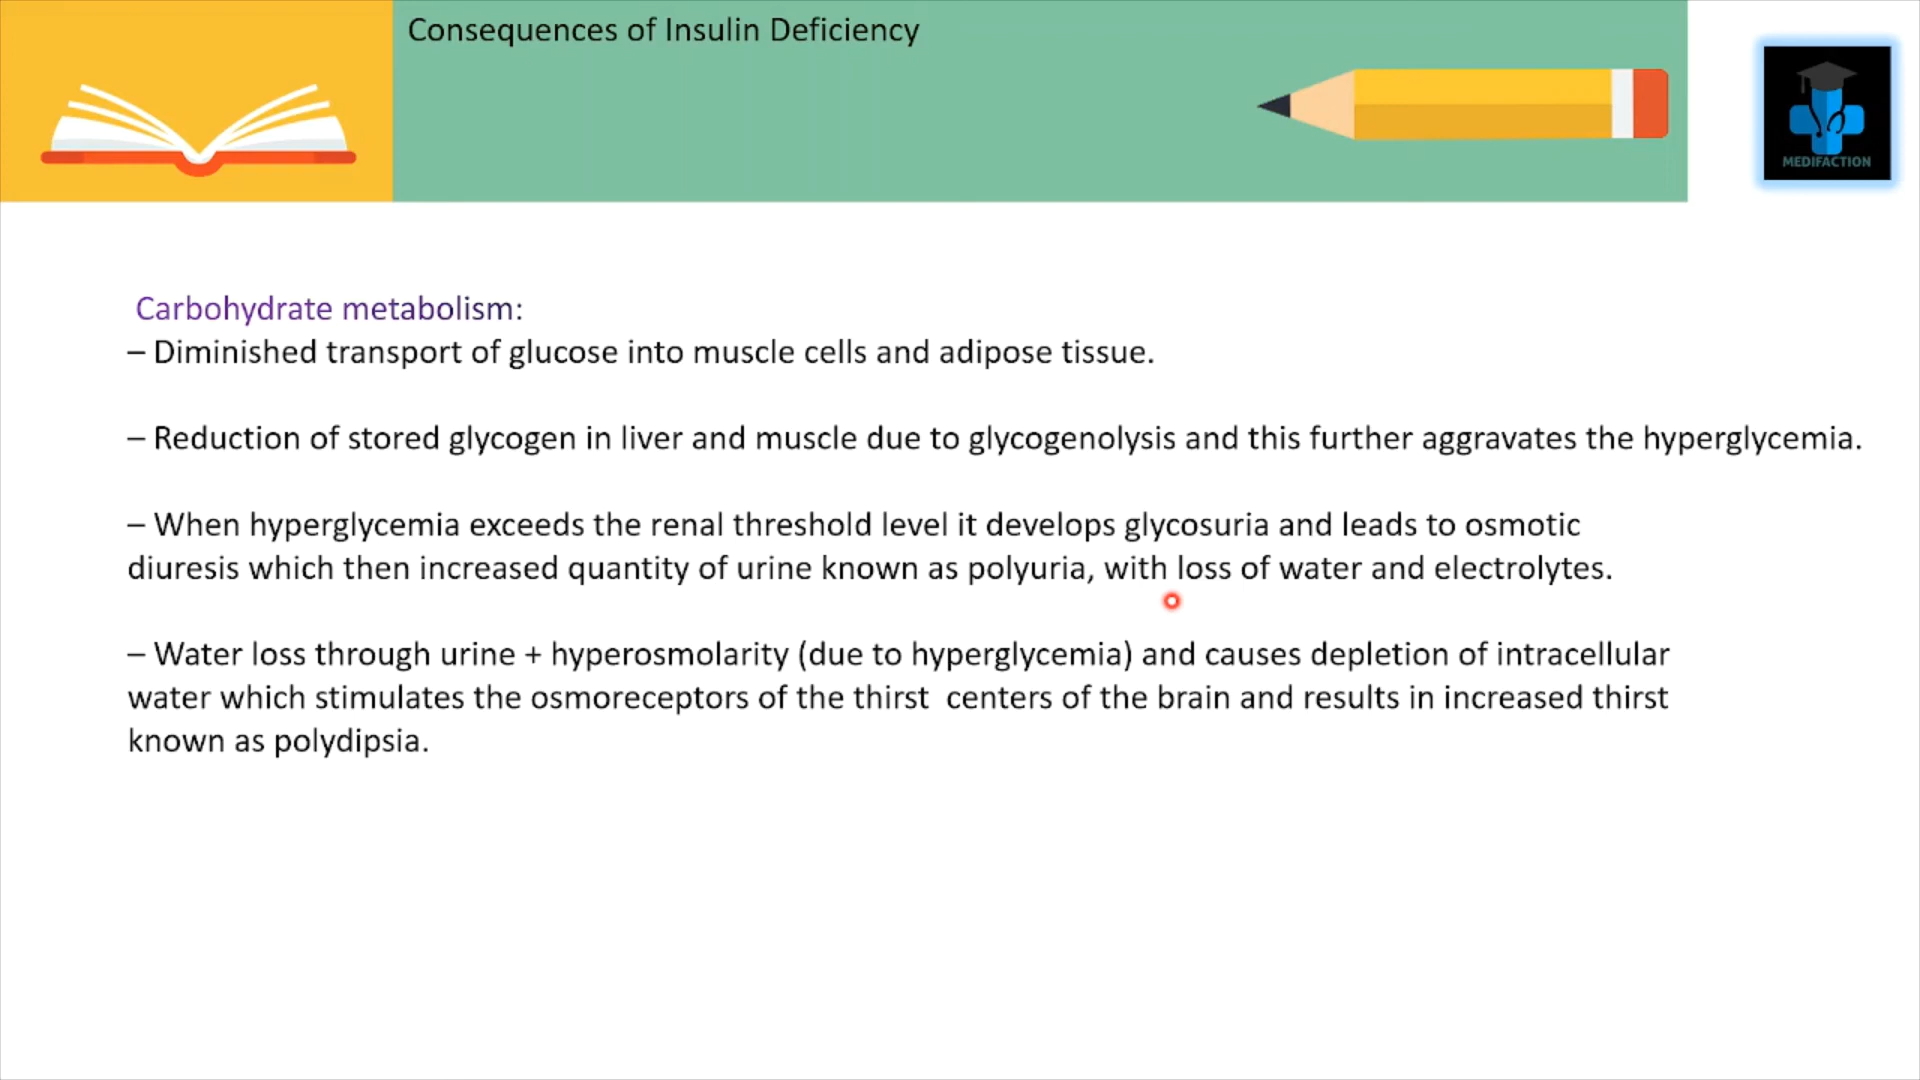 Consequences of Insulin Deficiency
MEDIFACTION
Carbohydrate metabolism:
– Diminished transport of glucose into muscle cells and adipose tissue.
– Reduction of stored glycogen in liver and muscle due to glycogenolysis and this further aggravates the hyperglycemia.
– When hyperglycemia exceeds the renal threshold level it develops glycosuria and leads to osmotic
diuresis which then increased quantity of urine known as polyuria, with loss of water and electrolytes.
– Water loss through urine + hyperosmolarity (due to hyperglycemia) and causes depletion of intracellular
water which stimulates the osmoreceptors of the thirst  centers of the brain and results in increased thirst
known as polydipsia.